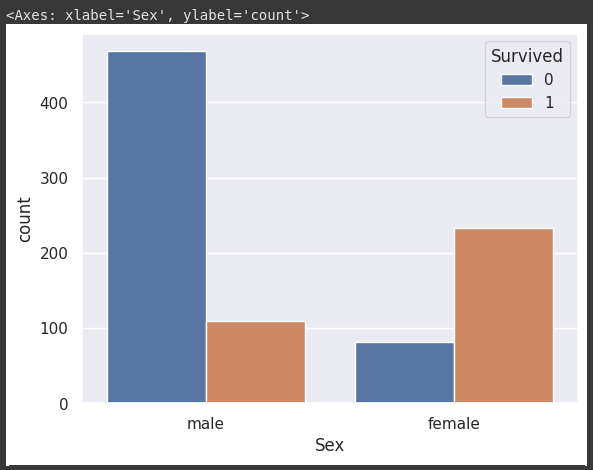 <Axes: xlabel='Sex', ylabel='count'>
Survived
0
1
400
300
200
100
0
count
male
female
Sex